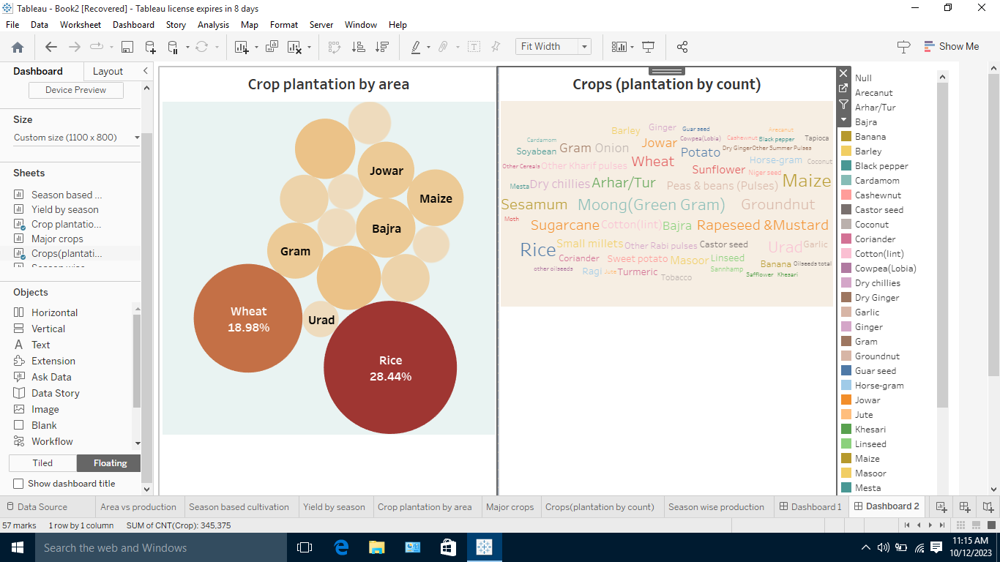 Tableau - Book2 [Recovered] - Tableau license expires in 8 days
File Data Worksheet Dashboard Story Analysis Map Format Server Window Help
Fit Width
Show Me
Dashboard Layout
Device Preview
Size
Custom size (1100 x 800)
Sheets
Season based ...
Yield by season
Crop plantatio...
Major crops
Crops(plantati...
Objects
Horizontal
Vertical
Text
Extension
Ask Data
Data Story
Image
Blank
Workflow
Tiled Floating
Show dashboard title
Crop plantation by area
Jowar
Maize
Bajra
Gram
Wheat
18.98%
Urad
Rice
28.44%
Crops (plantation by count)
Barley Ginger Guar seed Arecanut
Cardamom Jowar Cowpea(Lobia) Cashewnut Black pepper Tapioca
Soyabean Gram Onion Potato Dry Ginger Other Summer Pulses
Other Cereals Other Kharif pulses Wheat Horse-gram Coconut
Sunflower Niger seed
Mesta Dry chillies Arhar/Tur Peas & beans (Pulses) Maize
Sesamum Moong(Green Gram) Groundnut
Moth Sugarcane Cotton(lint) Bajra Rapeseed &Mustard
Rice Small millets Other Rabi pulses Castor seed Urad Garlic
Coriander Sweet potato Masoor Linseed Banana Oilseeds total
other oilseeds Ragi Jute Turmeric Tobacco Sannhamp Safflower Khesari
Null
Arecanut
Arhar/Tur
Bajra
Banana
Barley
Black pepper
Cardamom
Cashewnut
Castor seed
Coconut
Coriander
Cotton(lint)
Cowpea(Lobia)
Dry chillies
Dry Ginger
Garlic
Ginger
Gram
Groundnut
Guar seed
Horse-gram
Jowar
Jute
Khesari
Linseed
Maize
Masoor
Mesta
Data Source Area vs production Season based cultivation Yield by season Crop plantation by area Major crops Crops(plantation by count) Season wise production Dashboard 1 Dashboard 2
57 marks 1 row by 1 column SUM of CNT(Crop): 345,375
Search the web and Windows
11:15 AM
10/12/2023